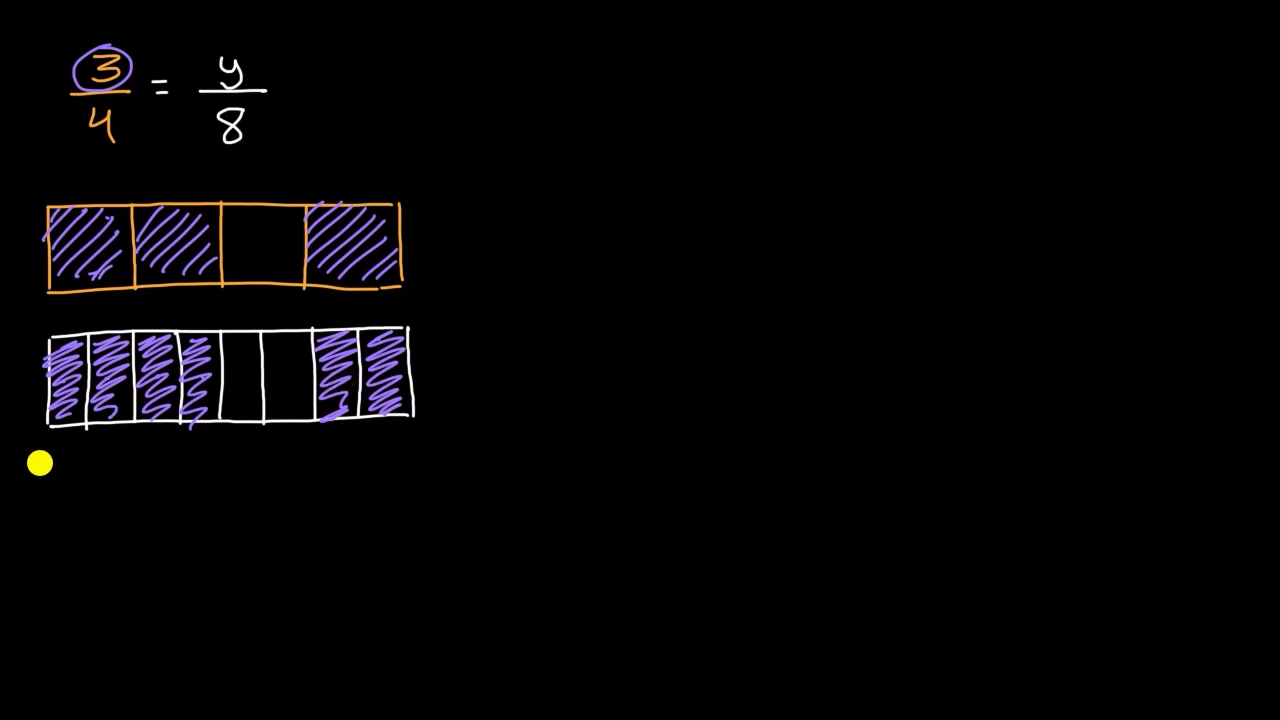 3/4 = y/8